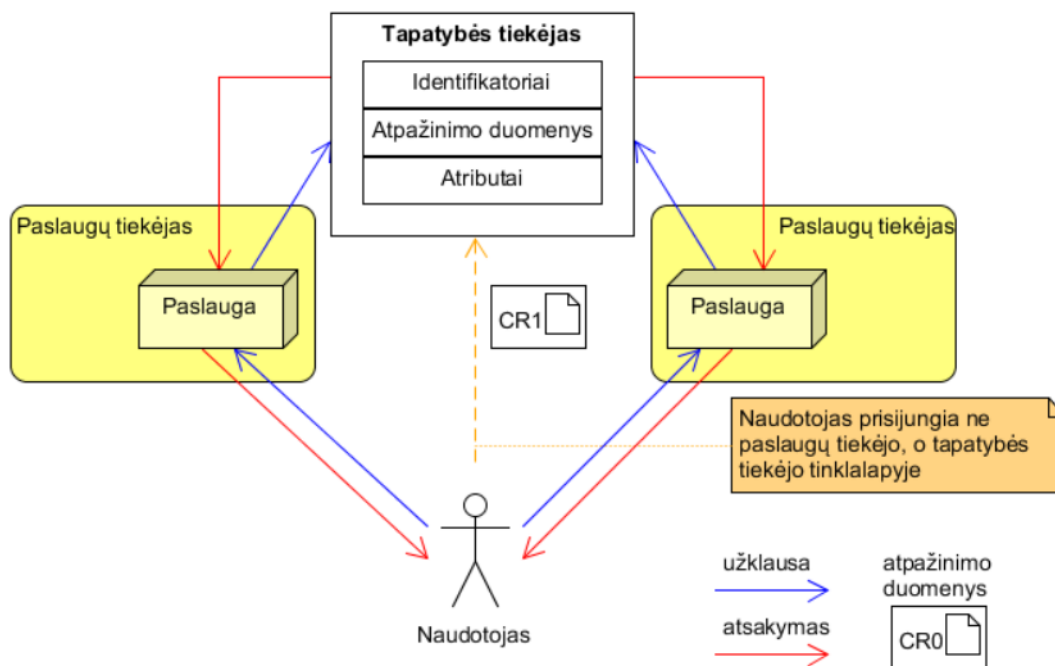 Tapatybės tiekėjas
Identifikatoriai
Atpažinimo duomenys
Atributai
Paslaugų tiekėjas
Paslauga
Paslaugų tiekėjas
Paslauga
CR1
Naudotojas prisijungia ne
paslaugų tiekėjo, o tapatybės
tiekėjo tinklalapyje
Naudotojas
užklausa
atsakymas
atpažinimo
duomenys
CR0